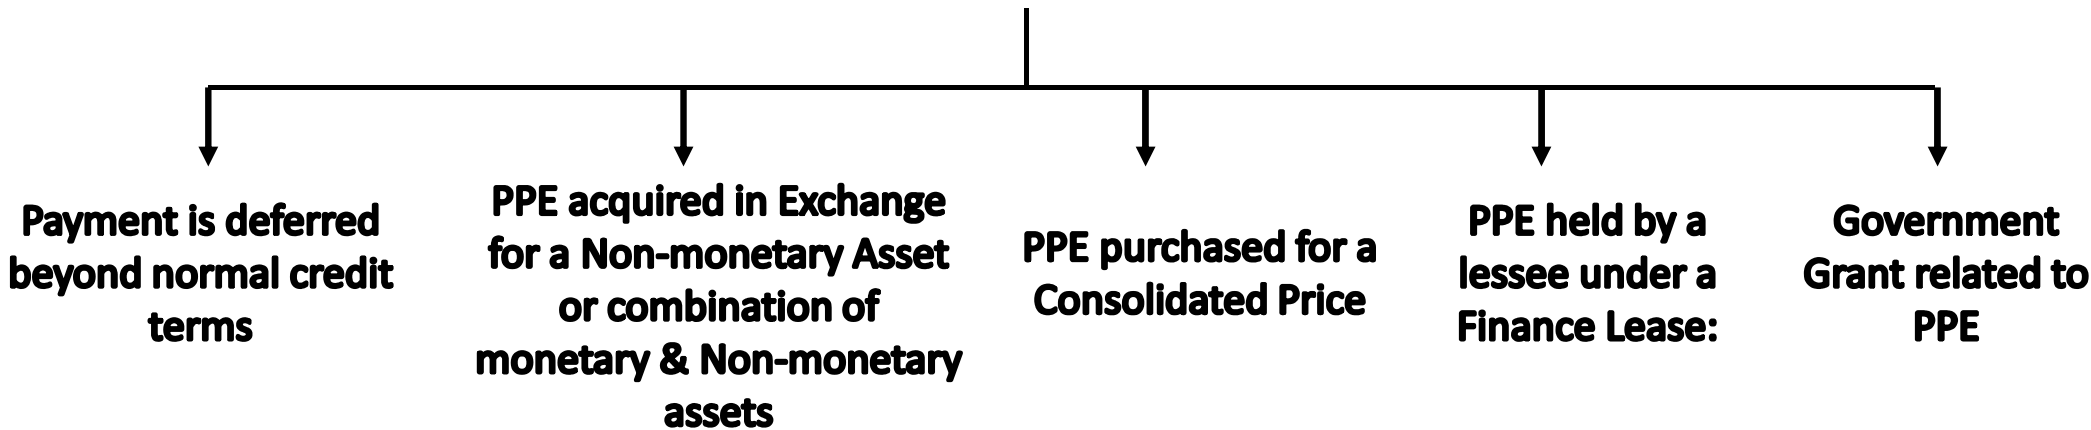 Payment is deferred
beyond normal credit
terms
PPE acquired in Exchange
for a Non-monetary Asset
or combination of
monetary & Non-monetary
assets
PPE purchased for a
Consolidated Price
PPE held by a
lessee under a
Finance Lease:
Government
Grant related to
PPE